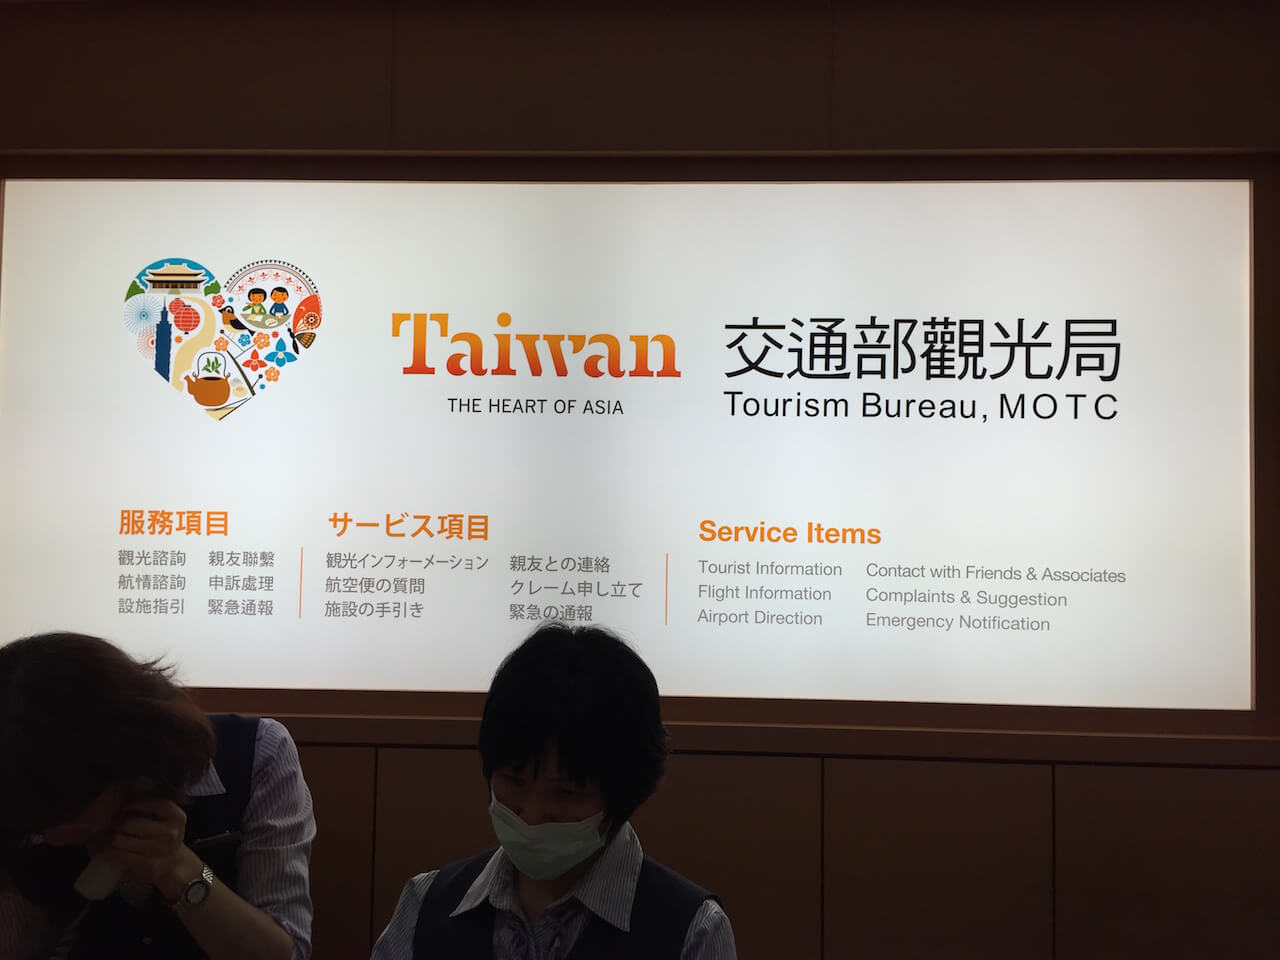 Taiwan
THE HEART OF ASIA
交通部觀光局
Tourism Bureau, MOTC
服務項目
觀光諮詢 親友聯繫
航情諮詢 申訴處理
設施指引 緊急通報
サービス項目
観光インフォーメーション 親友との連絡
航空便の質問 クレーム申し立て
施設の手引き 緊急の通報
Service Items
Tourist Information Contact with Friends & Associates
Flight Information Complaints & Suggestion
Airport Direction Emergency Notification